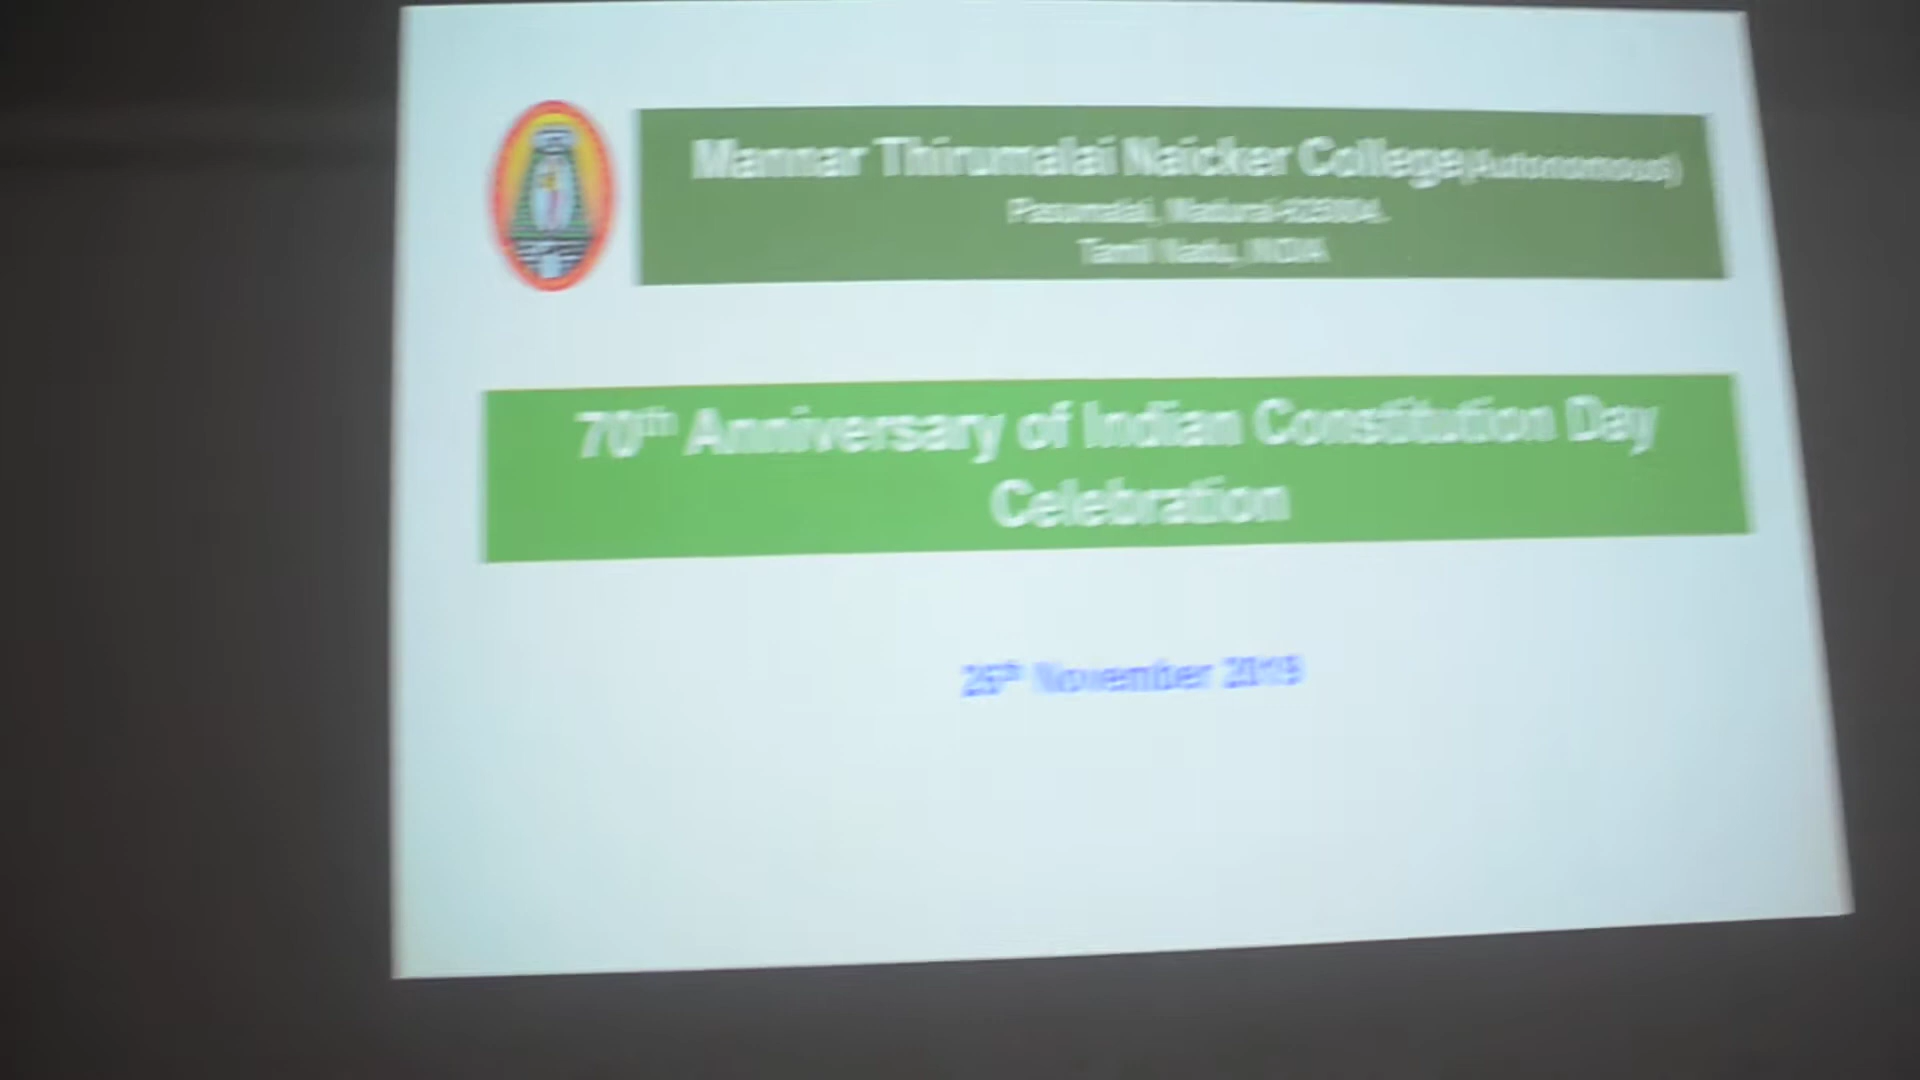 Mannar Thirumalai Naicker College (Autonomous)
Pasumalai, Madurai-625004.
Tamil Nadu, INDIA
70th Anniversary of Indian Constitution Day
Celebration
November 2019